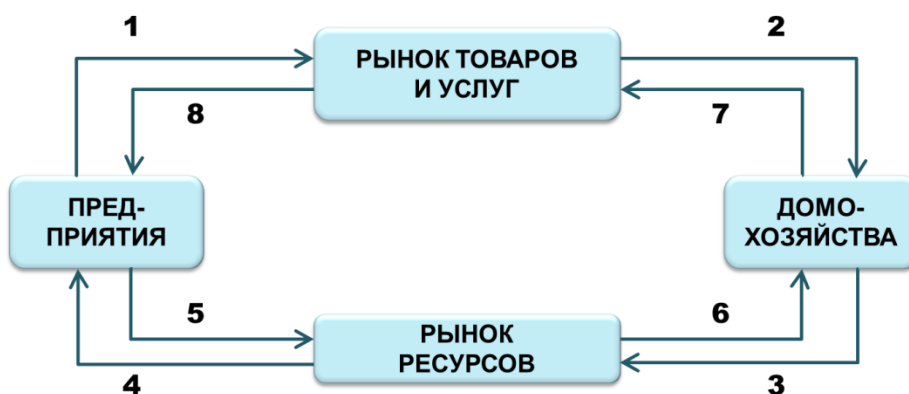 1
2
РЫНОК ТОВАРОВ
И УСЛУГ
8
7
ПРЕД-
ПРИЯТИЯ
ДОМО-
ХОЗЯЙСТВА
5
6
РЫНОК
РЕСУРСОВ
4
3